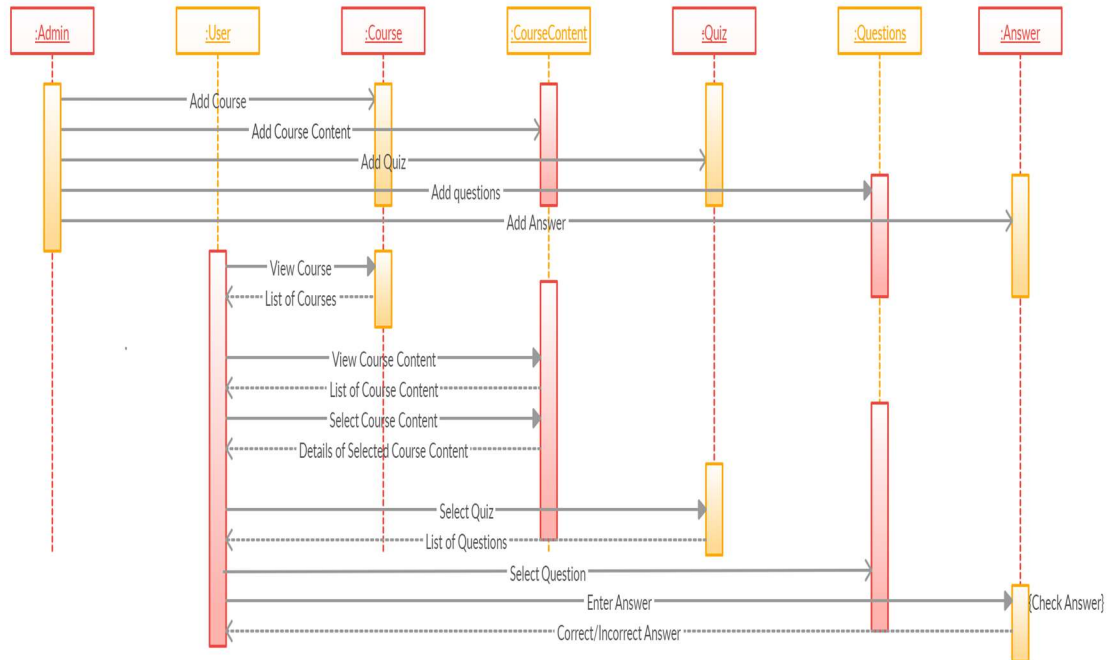 :Admin
:User
:Course
:CourseContent
:Quiz
:Questions
:Answer
Add Course
Add Course Content
Add Quiz
Add questions
Add Answer
View Course
List of Courses
View Course Content
List of Course Content
Select Course Content
Details of Selected Course Content
Select Quiz
List of Questions
Select Question
Enter Answer
{Check Answer}
Correct/Incorrect Answer